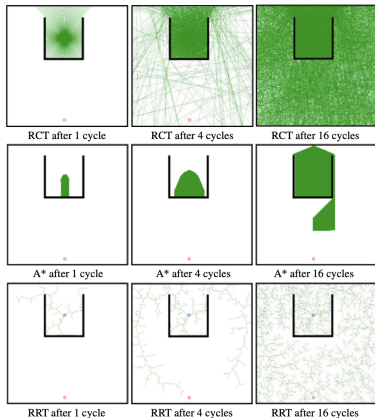 RCT after 1 cycle
RCT after 4 cycles
RCT after 16 cycles
A* after 1 cycle
A* after 4 cycles
A* after 16 cycles
RRT after 1 cycle
RRT after 4 cycles
RRT after 16 cycles